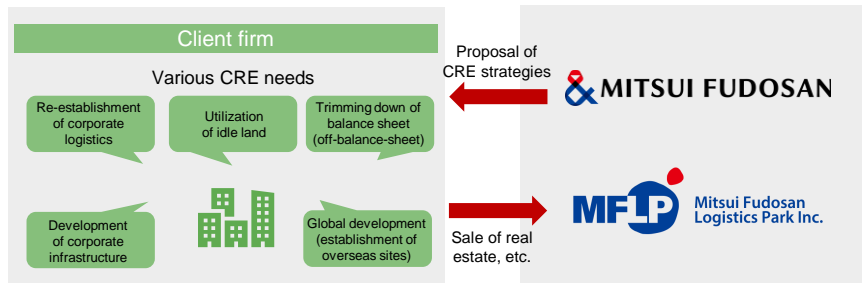 Client firm
Various CRE needs
Re-establishment
of corporate
logistics
Utilization
of idle land
Trimming down of
balance sheet
(off-balance-sheet)
Development
of corporate
infrastructure
Global development
(establishment of
overseas sites)
Proposal of
CRE strategies
Sale of real
estate, etc.
& MITSUI FUDOSAN
MFLP
Mitsui Fudosan
Logistics Park Inc.